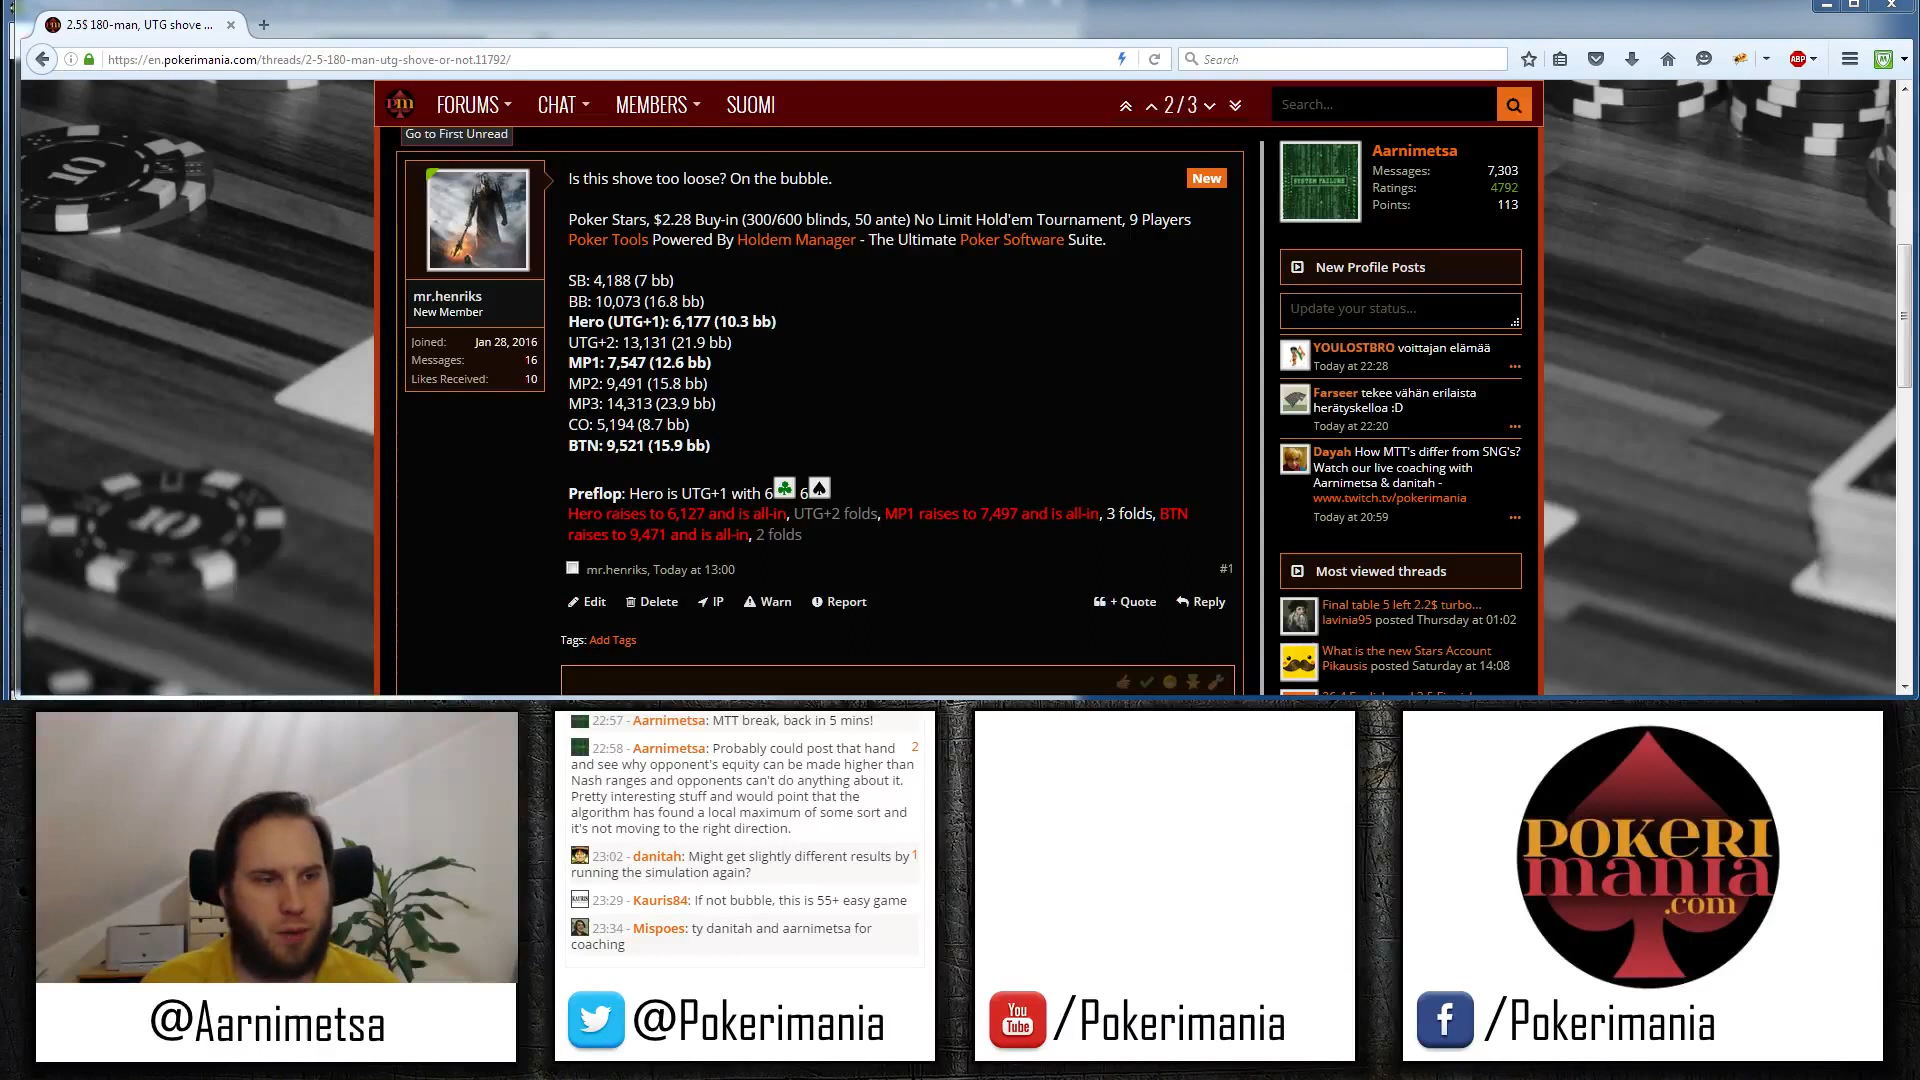 2.5$ 180-man, UTG shove ...
https://en.pokerimania.com/threads/2-5-180-man-utg-shove-or-not.11792/
Search
ABP
pm
FORUMS
CHAT
MEMBERS
SUOMI
2/3
Search...
Go to First Unread
mr.henriks
New Member
Joined: Jan 28, 2016
Messages: 16
Likes Received: 10
Is this shove too loose? On the bubble.
New
Poker Stars, $2.28 Buy-in (300/600 blinds, 50 ante) No Limit Hold'em Tournament, 9 Players
Poker Tools Powered By Holdem Manager - The Ultimate Poker Software Suite.
SB: 4,188 (7 bb)
BB: 10,073 (16.8 bb)
Hero (UTG+1): 6,177 (10.3 bb)
UTG+2: 13,131 (21.9 bb)
MP1: 7,547 (12.6 bb)
MP2: 9,491 (15.8 bb)
MP3: 14,313 (23.9 bb)
CO: 5,194 (8.7 bb)
BTN: 9,521 (15.9 bb)
Preflop: Hero is UTG+1 with 6♣ 6♠
Hero raises to 6,127 and is all-in, UTG+2 folds, MP1 raises to 7,497 and is all-in, 3 folds, BTN
raises to 9,471 and is all-in, 2 folds
mr.henriks, Today at 13:00
#1
Edit Delete IP Warn Report
+ Quote Reply
Tags: Add Tags
SYSTEM FAILURE
Aarnimetsa
Messages: 7,303
Ratings: 4792
Points: 113
New Profile Posts
Update your status...
YOULOSTBRO voittajan elämää
Today at 22:28
Farseer tekee vähän erilaista
herätyskelloa :D
Today at 22:20
Dayah How MTT's differ from SNG's?
Watch our live coaching with
Aarnimetsa & danitah -
www.twitch.tv/pokerimania
Today at 20:59
Most viewed threads
Final table 5 left 2.2$ turbo...
lavinia95 posted Thursday at 01:02
What is the new Stars Account
Pikausis posted Saturday at 14:08
22:57 - Aarnimetsa: MTT break, back in 5 mins!
22:58 - Aarnimetsa: Probably could post that hand 2
and see why opponent's equity can be made higher than
Nash ranges and opponents can't do anything about it.
Pretty interesting stuff and would point that the
algorithm has found a local maximum of some sort and
it's not moving to the right direction.
23:02 - danitah: Might get slightly different results by 1
running the simulation again?
23:29 - Kauris84: If not bubble, this is 55+ easy game
23:34 - Mispoes: ty danitah and aarnimetsa for
coaching
@Aarnimetsa
@Pokerimania
You
Tube
/Pokerimania
POKERI
mania
.com
f
/Pokerimania
10
10